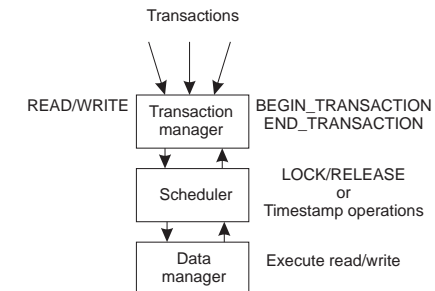 Transactions
READ/WRITE
Transaction
manager
BEGIN_TRANSACTION
END_TRANSACTION
Scheduler
LOCK/RELEASE
or
Timestamp operations
Data
manager
Execute read/write